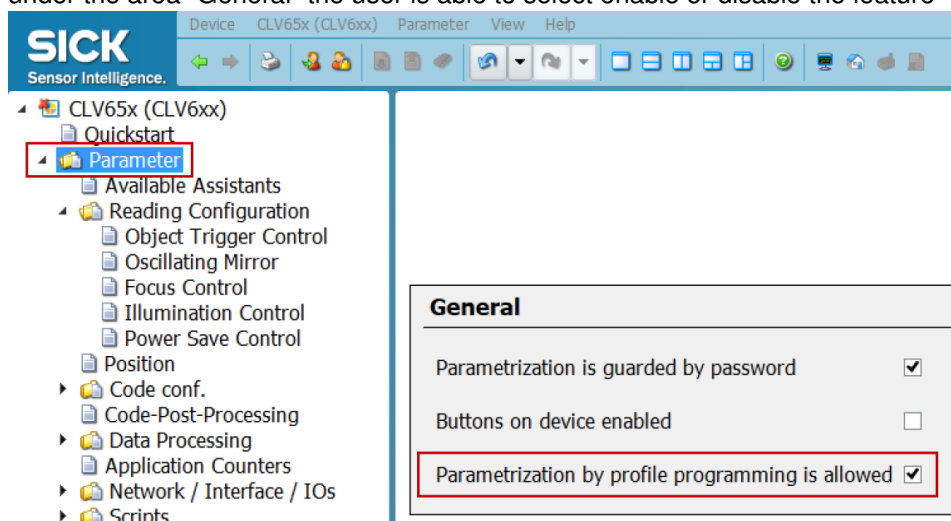 under the area "General" the user is able to select enable or disable the feature
Device CLV65x (CLV6xx) Parameter View Help
SICK
Sensor Intelligence.
CLV65x (CLV6xx)
Quickstart
Parameter
Available Assistants
Reading Configuration
Object Trigger Control
Oscillating Mirror
Focus Control
Illumination Control
Power Save Control
Position
Code conf.
Code-Post-Processing
Data Processing
Application Counters
Network / Interface / IOs
Scripts
General
Parametrization is guarded by password
Buttons on device enabled
Parametrization by profile programming is allowed